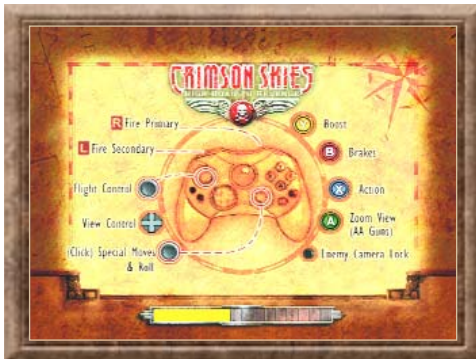 CRIMSON SKIES
HIGH ROAD TO REVENGE
R Fire Primary
L Fire Secondary
Flight Control
View Control
(Click) Special Moves
& Roll
Y Boost
B Brakes
X Action
A Zoom View
(AA Guns)
Enemy Camera Lock